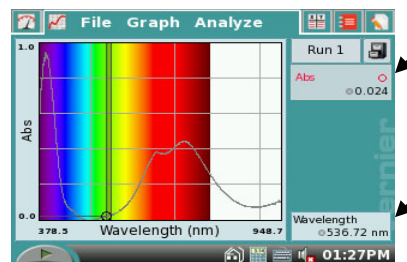 File Graph Analyze
Run 1
Abs
0.024
1.0
Abs
0.0
378.5 Wavelength (nm) 948.7
Wavelength
536.72 nm
ernier
01:27PM